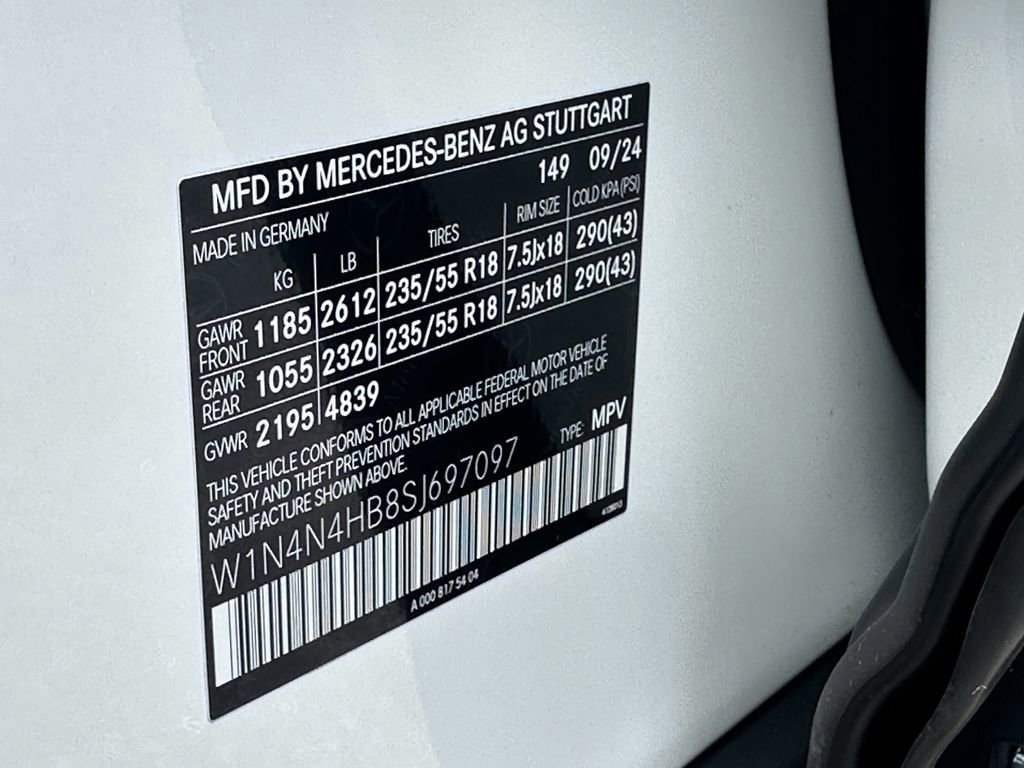 MFD BY MERCEDES-BENZ AG STUTTGART
MADE IN GERMANY 149 09/24
KG LB TIRES RIM SIZE COLD KPA (PSI)
GAWR FRONT 1185 2612 235/55 R18 7.5Jx18 290(43)
GAWR REAR 1055 2326 235/55 R18 7.5Jx18 290(43)
GVWR 2195 4839
THIS VEHICLE CONFORMS TO ALL APPLICABLE FEDERAL MOTOR VEHICLE
SAFETY AND THEFT PREVENTION STANDARDS IN EFFECT ON THE DATE OF
MANUFACTURE SHOWN ABOVE.
TYPE: MPV
W1N4N4HB8SJ697097
A 000 817 54 04